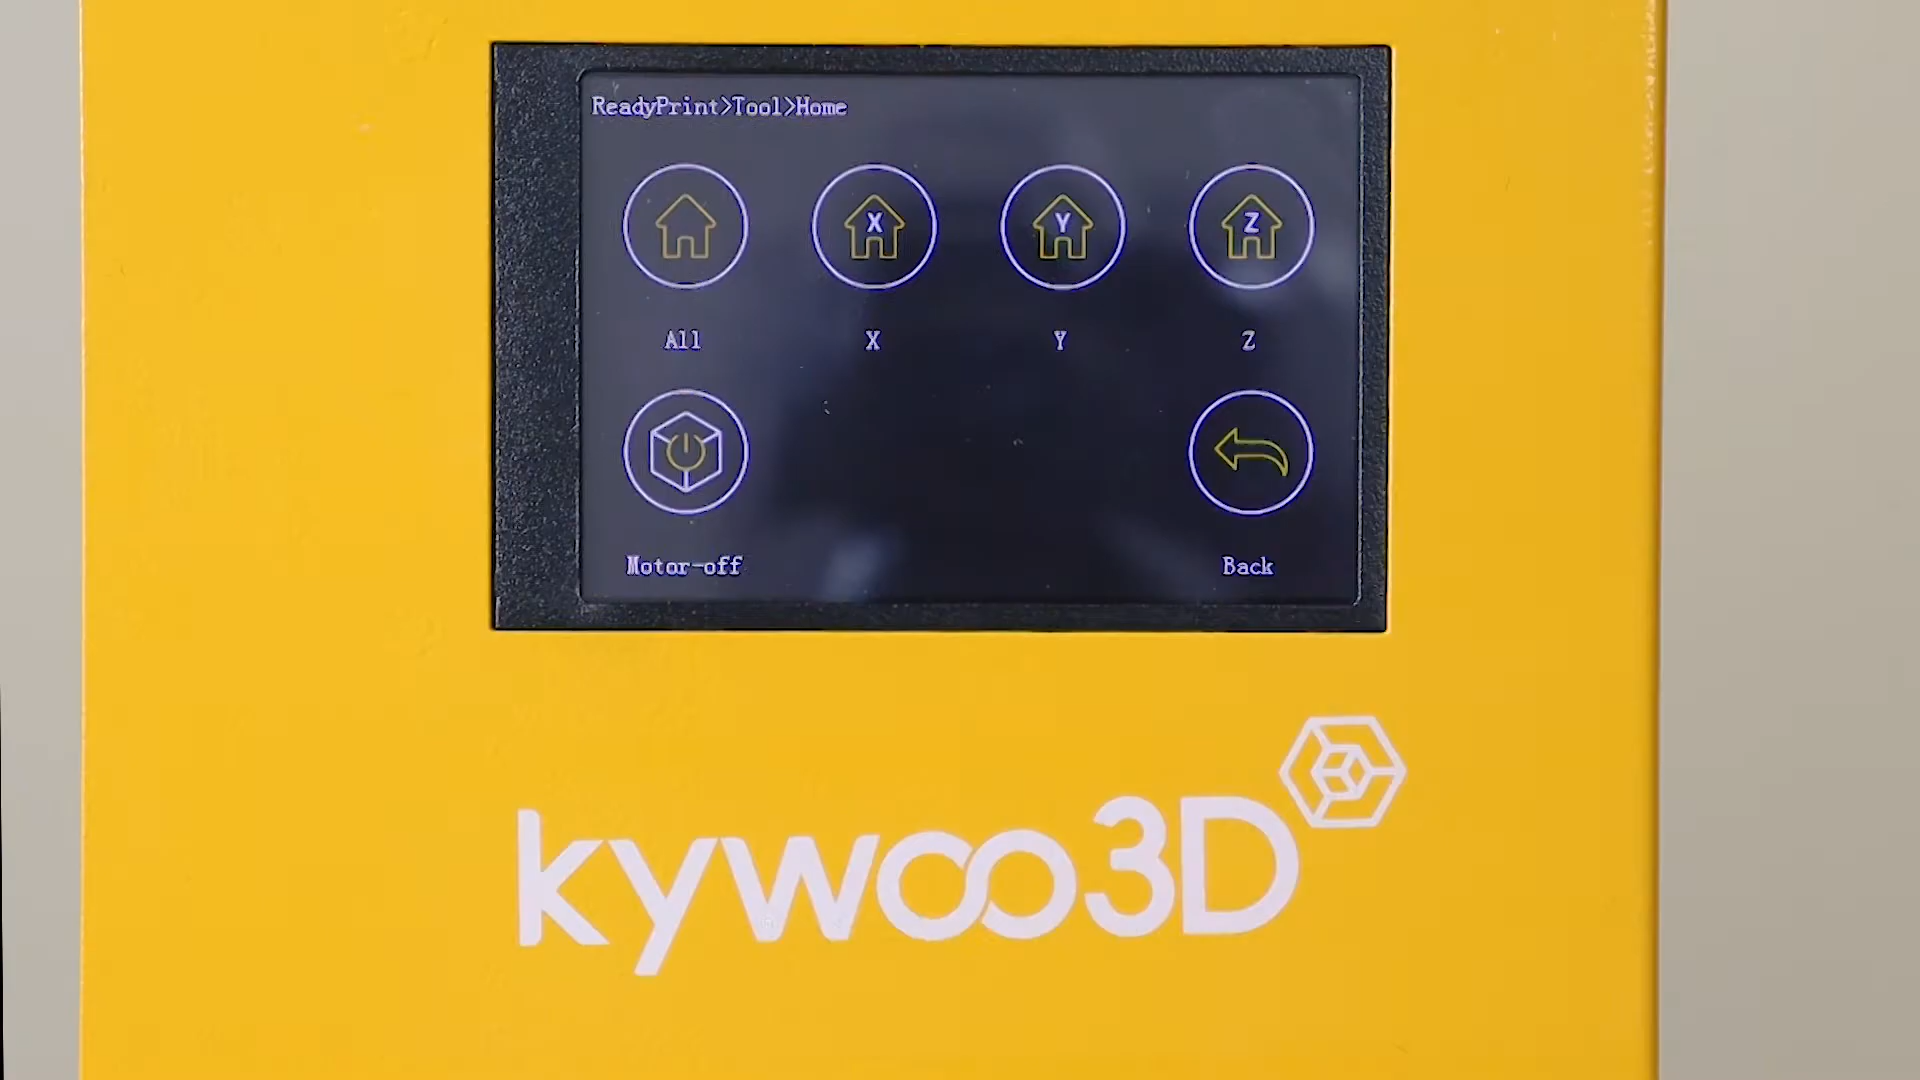 ReadyPrint>Tool>Home
X Y Z
All X Y Z
Motor-off Back
kywoo3D